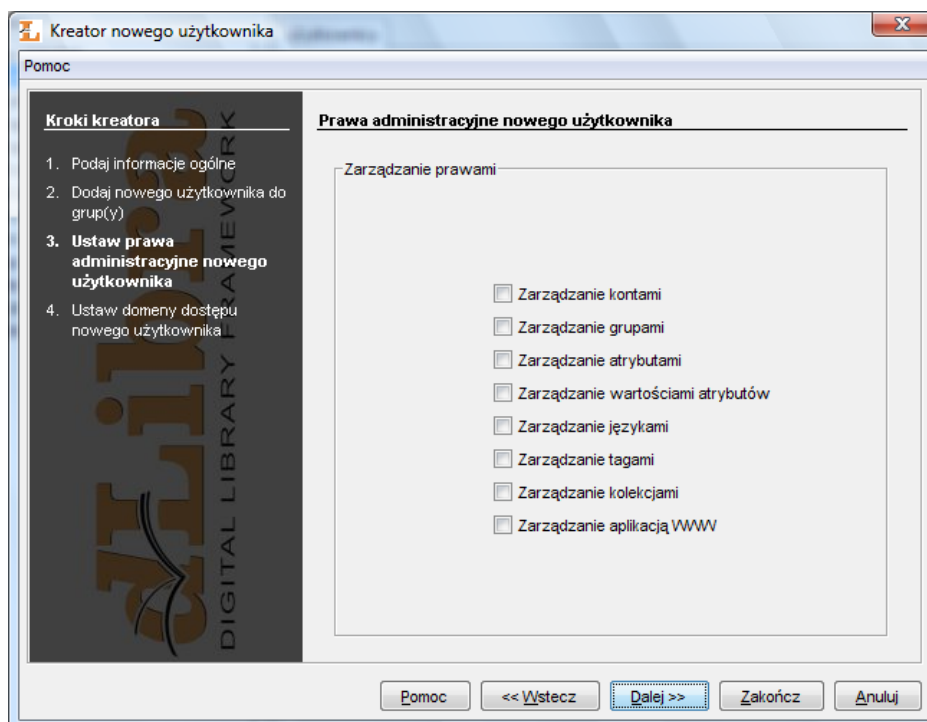 Kreator nowego użytkownika
Pomoc
Kroki kreatora
1. Podaj informacje ogólne
2. Dodaj nowego użytkownika do
grup(y)
3. Ustaw prawa
administracyjne nowego
użytkownika
4. Ustaw domeny dostępu
nowego użytkownika
dLibra
DIGITAL LIBRARY FRAMEWORK
Prawa administracyjne nowego użytkownika
Zarządzanie prawami
Zarządzanie kontami
Zarządzanie grupami
Zarządzanie atrybutami
Zarządzanie wartościami atrybutów
Zarządzanie językami
Zarządzanie tagami
Zarządzanie kolekcjami
Zarządzanie aplikacją WWW
Pomoc
<< Wstecz
Dalej >>
Zakończ
Anuluj